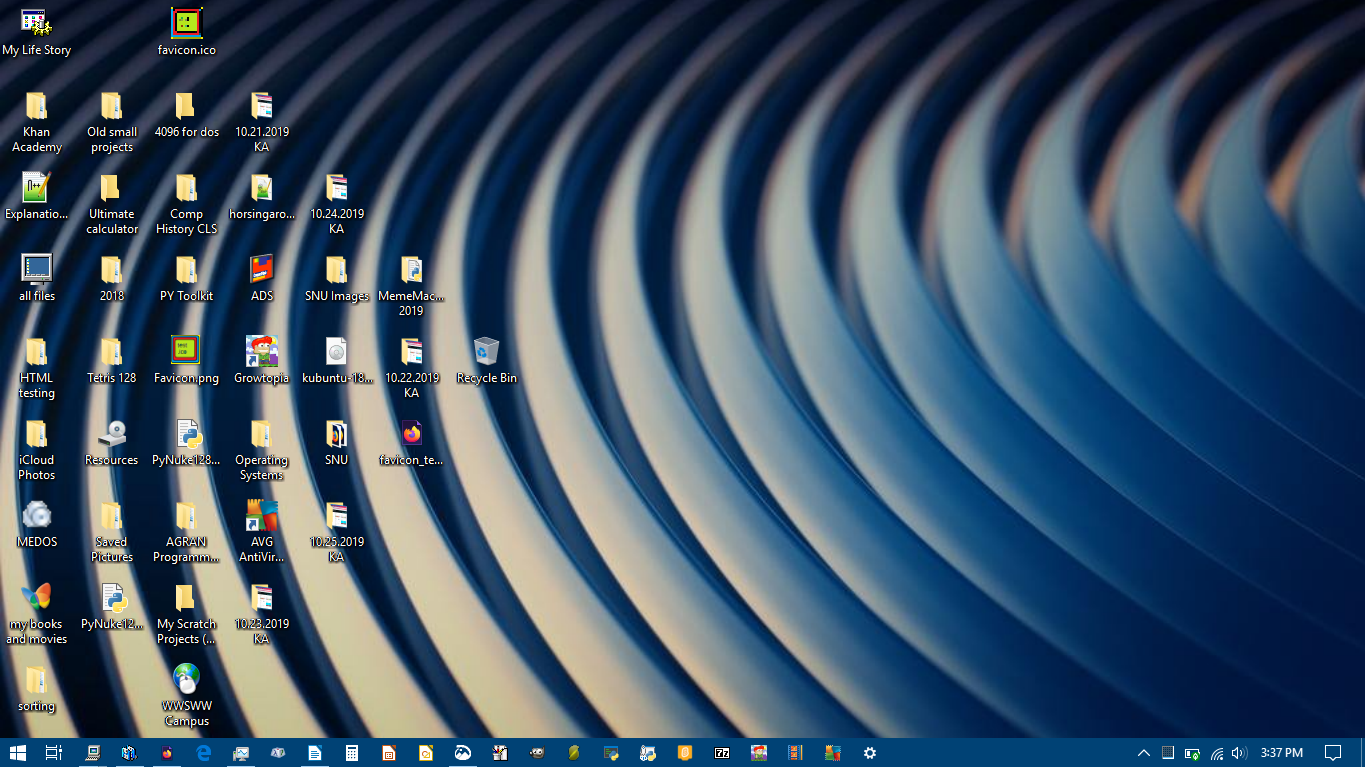 My Life Story
favicon.ico
Khan
Academy
Old small
projects
4096 for dos
10.21.2019
KA
Explanatio...
Ultimate
calculator
Comp
History CLS
horsingaro...
10.24.2019
KA
all files
2018
PY Toolkit
ADS
SNU Images
MemeMac...
2019
HTML
testing
Tetris 128
Favicon.png
Growtopia
kubuntu-18...
10.22.2019
KA
Recycle Bin
iCloud
Photos
Resources
PyNuke128...
Operating
Systems
SNU
favicon_te...
MEDOS
Saved
Pictures
AGRAN
Programm...
AVG
AntiVir...
10.25.2019
KA
my books
and movies
PyNuke12...
My Scratch
Projects (...
10.23.2019
KA
sorting
WWSWW
Campus
3:37 PM